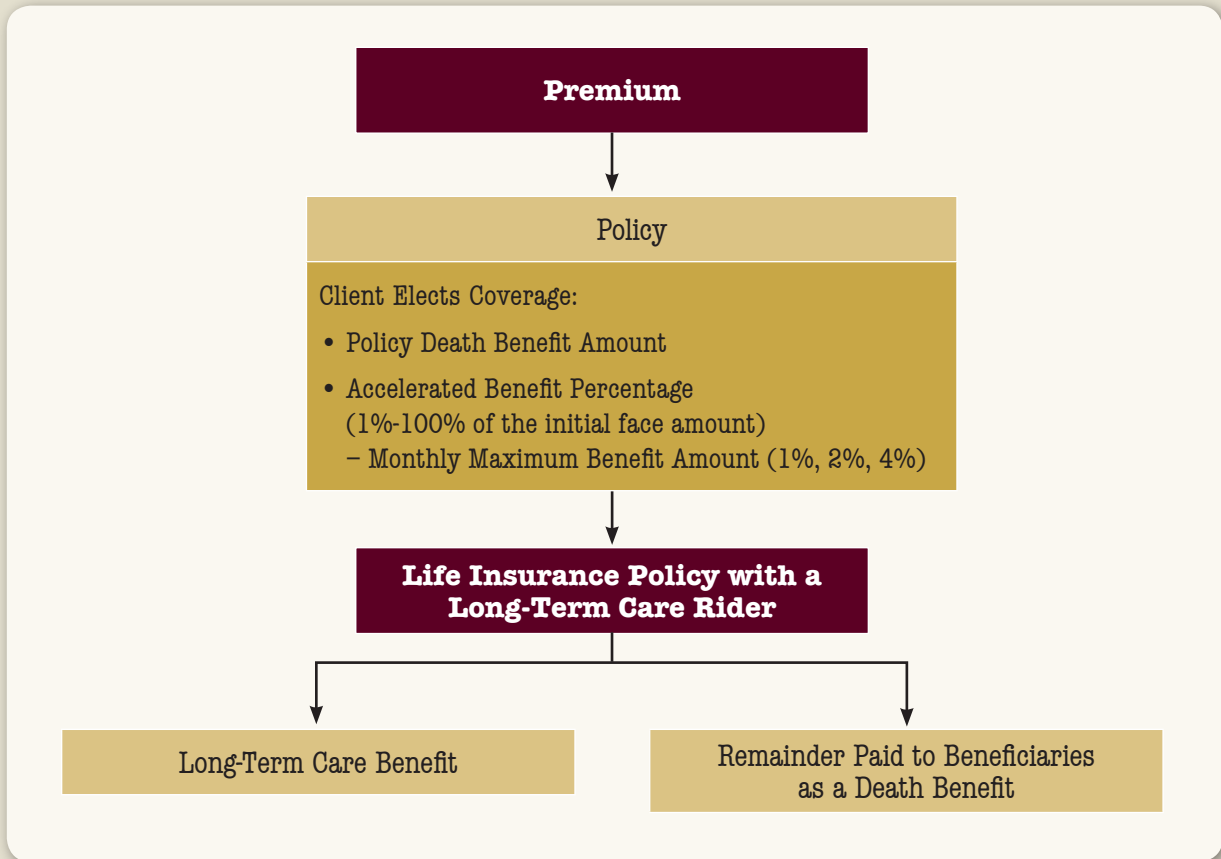 Premium
Policy
Client Elects Coverage:
• Policy Death Benefit Amount
• Accelerated Benefit Percentage
(1%-100% of the initial face amount)
– Monthly Maximum Benefit Amount (1%, 2%, 4%)
Life Insurance Policy with a
Long-Term Care Rider
Long-Term Care Benefit
Remainder Paid to Beneficiaries
as a Death Benefit